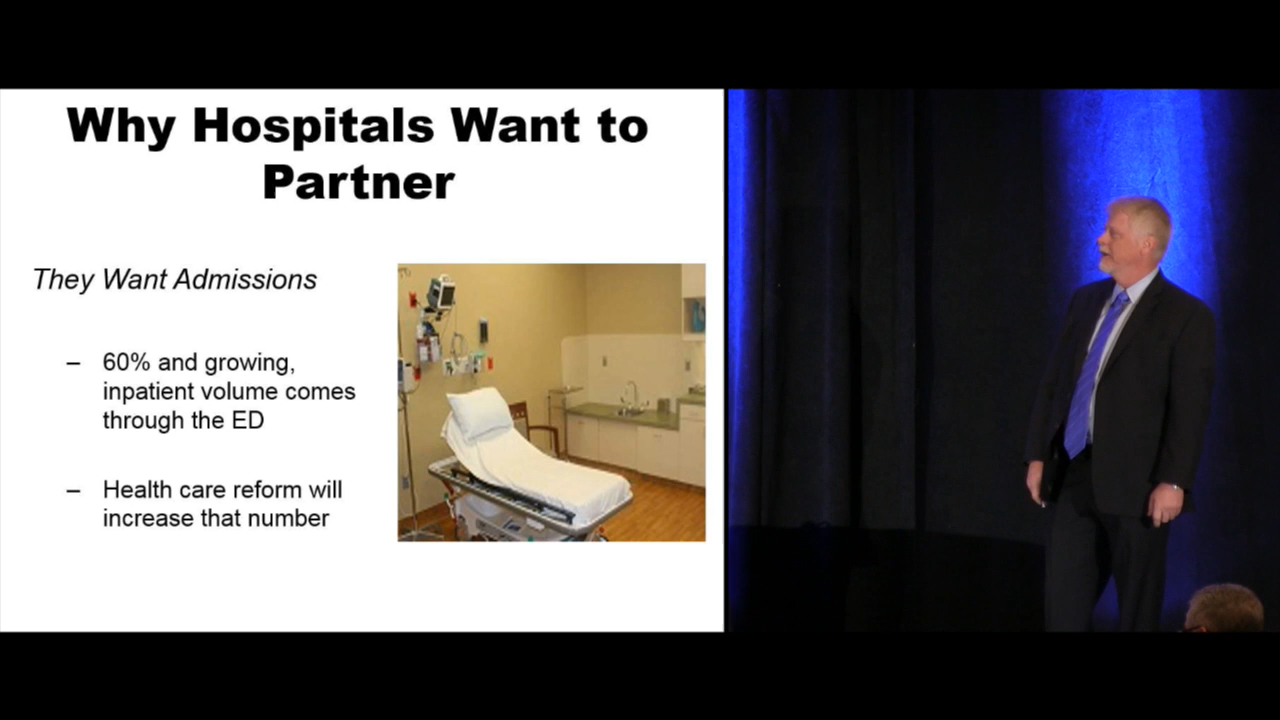 Why Hospitals Want to
Partner
They Want Admissions
– 60% and growing,
inpatient volume comes
through the ED
– Health care reform will
increase that number